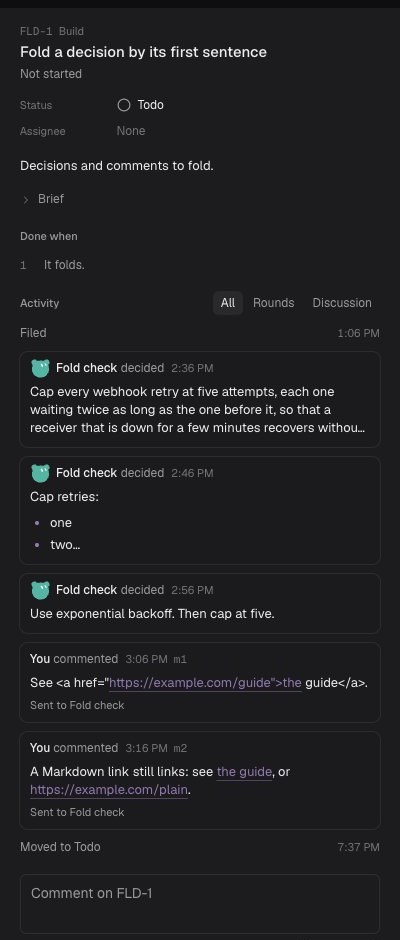 FLD-1 Build
Fold a decision by its first sentence
Not started
Status Todo
Assignee None
Decisions and comments to fold.
Brief
Done when
1 It folds.
Activity All Rounds Discussion
Filed 1:06 PM
Fold check decided 2:36 PM
Cap every webhook retry at five attempts, each one
waiting twice as long as the one before it, so that a
receiver that is down for a few minutes recovers withou…
Fold check decided 2:46 PM
Cap retries:
• one
• two…
Fold check decided 2:56 PM
Use exponential backoff. Then cap at five.
You commented 3:06 PM m1
See <a href="https://example.com/guide">the guide</a>.
Sent to Fold check
You commented 3:16 PM m2
A Markdown link still links: see the guide, or
https://example.com/plain.
Sent to Fold check
Moved to Todo 7:37 PM
Comment on FLD-1